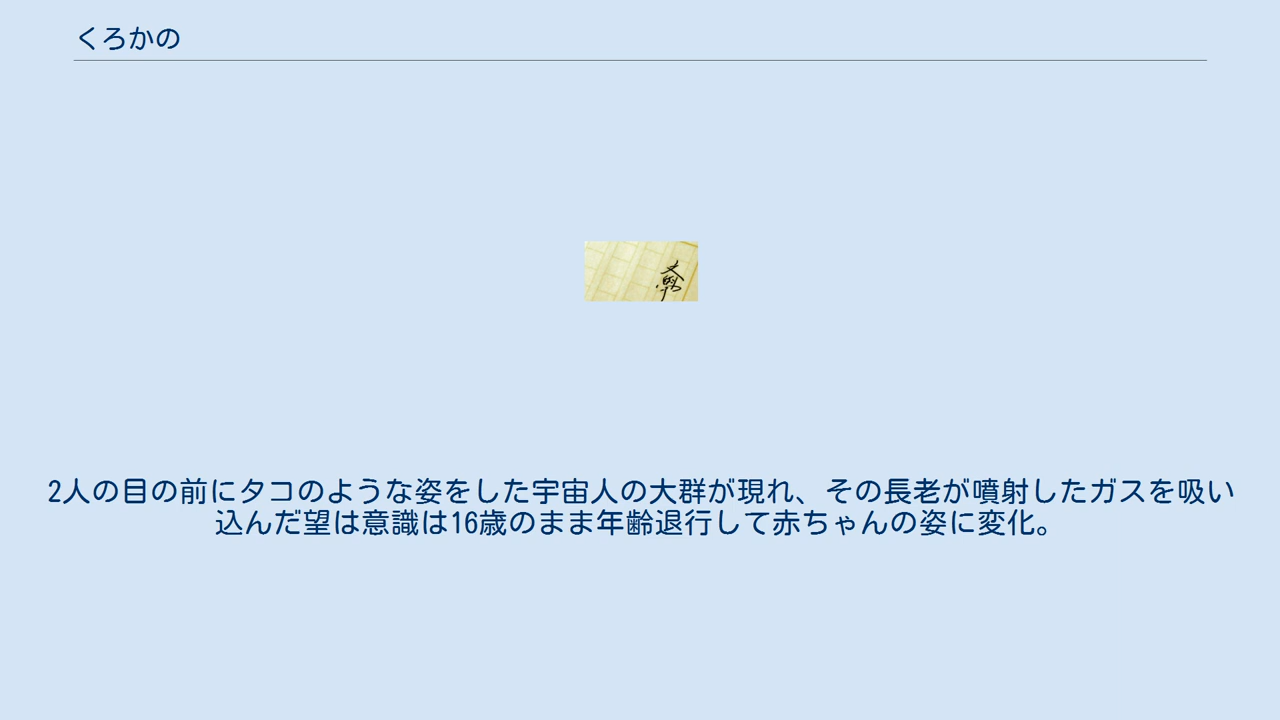 くろかの
2人の目の前にタコのような姿をした宇宙人の大群が現れ、その長老が噴射したガスを吸い
込んだ望は意識は16歳のまま年齢退行して赤ちゃんの姿に変化。